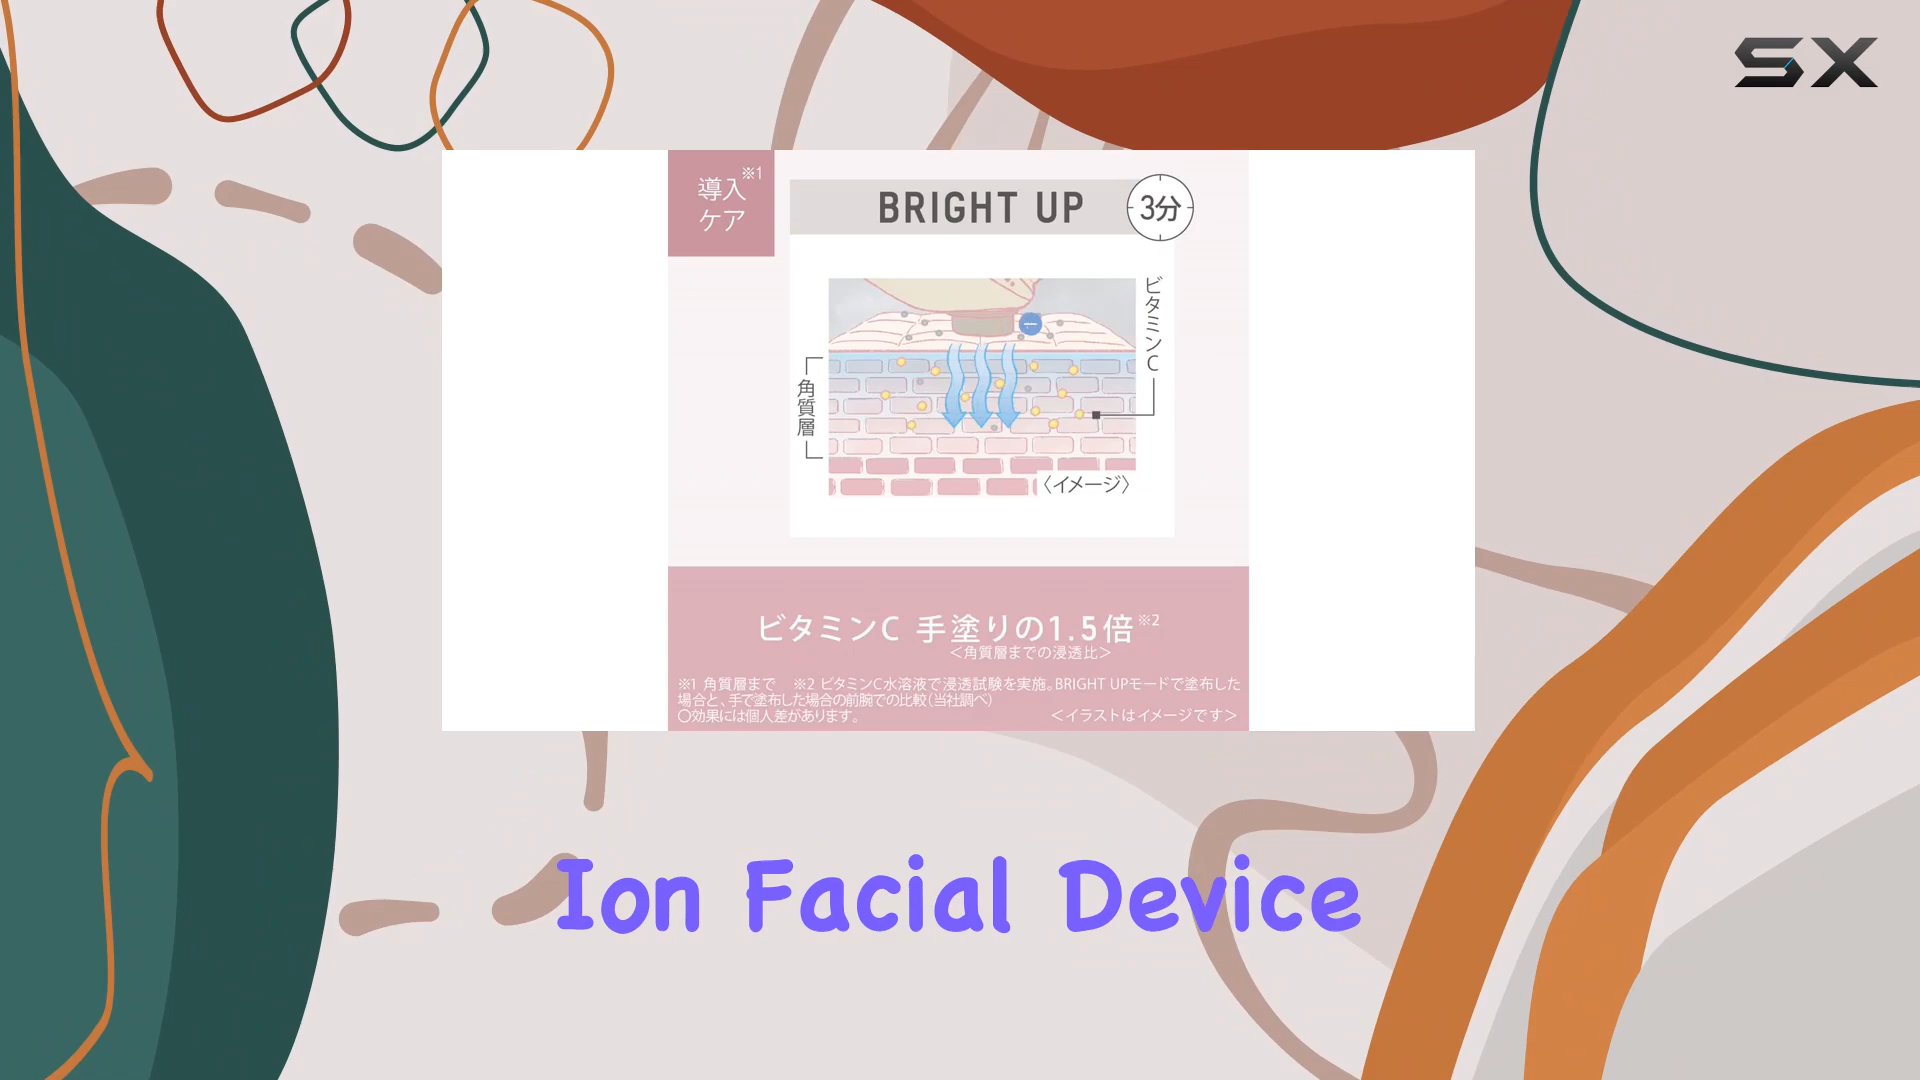 SX
導入※1
ケア
BRIGHT UP
3分
ビタミンC
角質層
〈イメージ〉
ビタミンC 手塗りの1.5倍※2
＜角質層までの浸透比＞
※1 角質層まで ※2 ビタミンC水溶液で浸透試験を実施。BRIGHT UPモードで塗布した
場合と、手で塗布した場合の前腕での比較（当社調べ）
〇効果には個人差があります。 ＜イラストはイメージです＞
Ion Facial Device